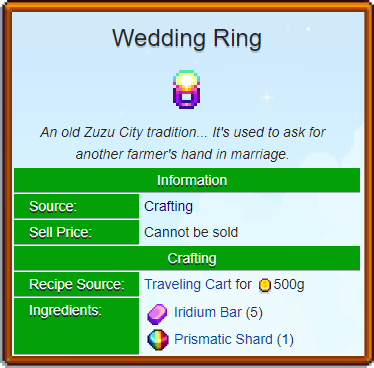 Wedding Ring
An old Zuzu City tradition... It's used to ask for
another farmer's hand in marriage.
Information
Source: Crafting
Sell Price: Cannot be sold
Crafting
Recipe Source: Traveling Cart for 500g
Ingredients: Iridium Bar (5)
Prismatic Shard (1)